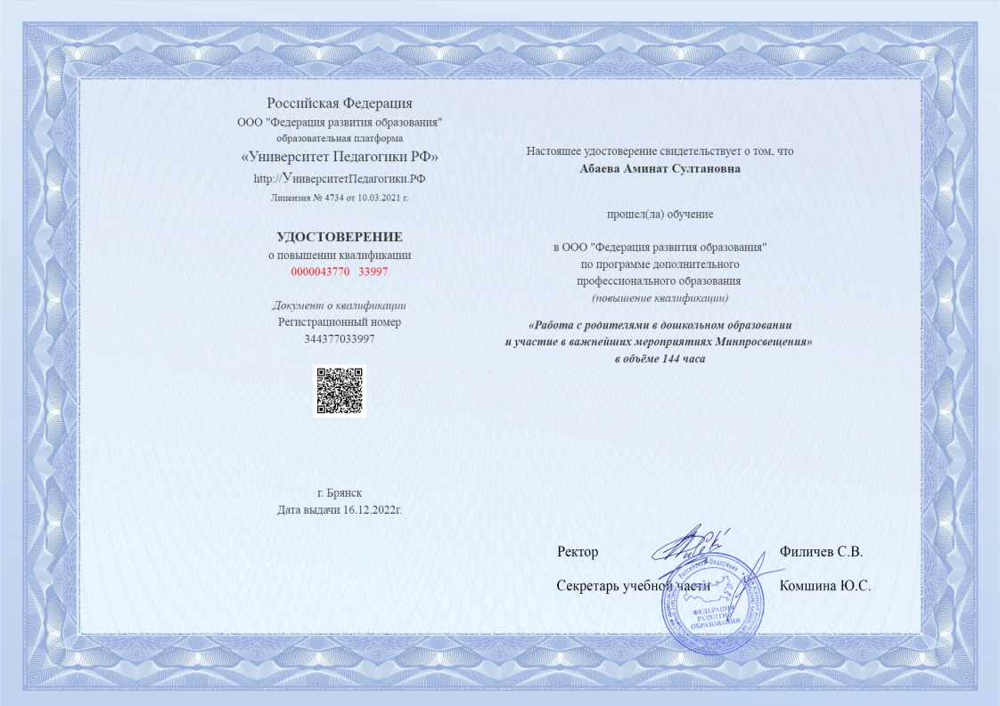 Российская Федерация
ООО "Федерация развития образования"
образовательная платформа
«Университет Педагогики РФ»
http://УниверситетПедагогики.РФ
Лицензия № 4734 от 10.03.2021 г.
УДОСТОВЕРЕНИЕ
о повышении квалификации
0000043770 33997
Документ о квалификации
Регистрационный номер
344377033997
г. Брянск
Дата выдачи 16.12.2022г.
Настоящее удостоверение свидетельствует о том, что
Абаева Аминат Султановна
прошел(ла) обучение
в ООО "Федерация развития образования"
по программе дополнительного
профессионального образования
(повышение квалификации)
«Работа с родителями в дошкольном образовании
и участие в важнейших мероприятиях Минпросвещения»
в объёме 144 часа
Ректор Филичев С.В.
Секретарь учебной части Комшина Ю.С.
Российская Федерация
ФЕДЕРАЦИЯ
РАЗВИТИЯ
ОБРАЗОВАНИЯ